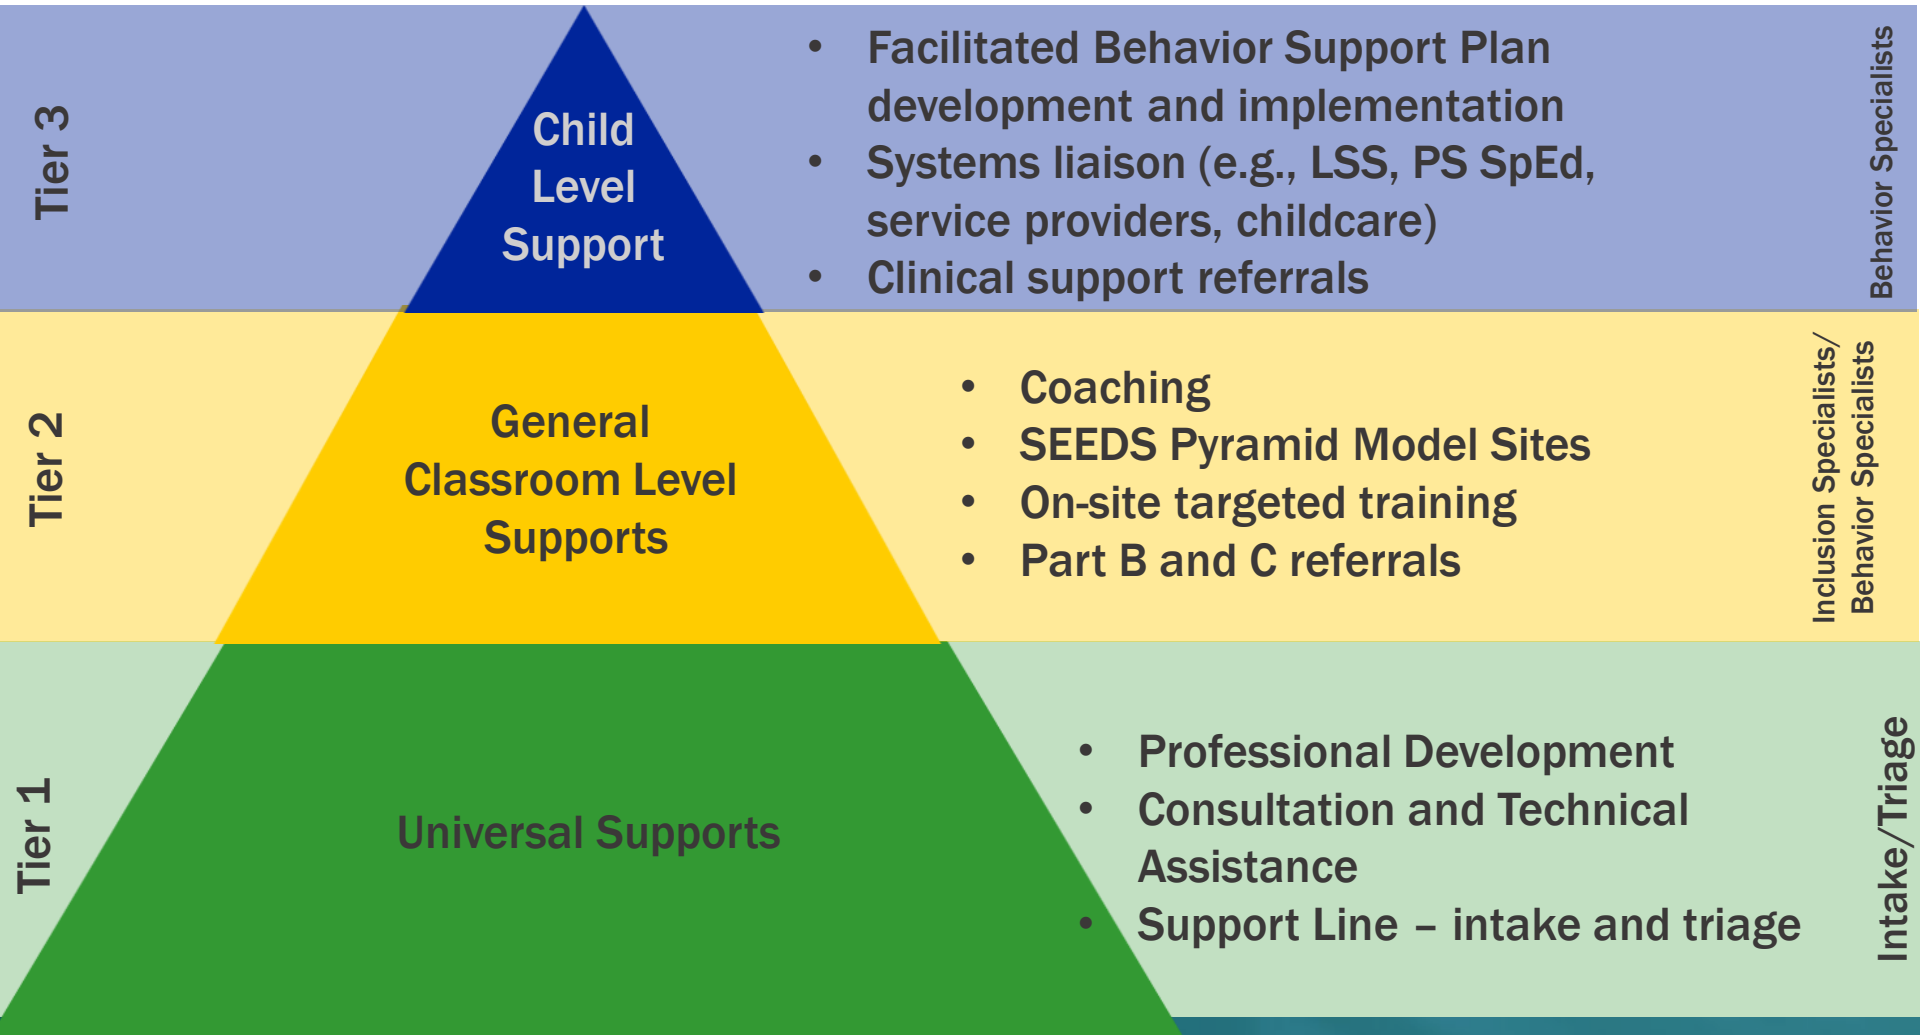 Tier 3
Child
Level
Support
• Facilitated Behavior Support Plan
development and implementation
• Systems liaison (e.g., LSS, PS SpEd,
service providers, childcare)
• Clinical support referrals
Behavior Specialists
Tier 2
General
Classroom Level
Supports
• Coaching
• SEEDS Pyramid Model Sites
• On-site targeted training
• Part B and C referrals
Inclusion Specialists/
Behavior Specialists
Tier 1
Universal Supports
• Professional Development
• Consultation and Technical
Assistance
• Support Line – intake and triage
Intake/Triage